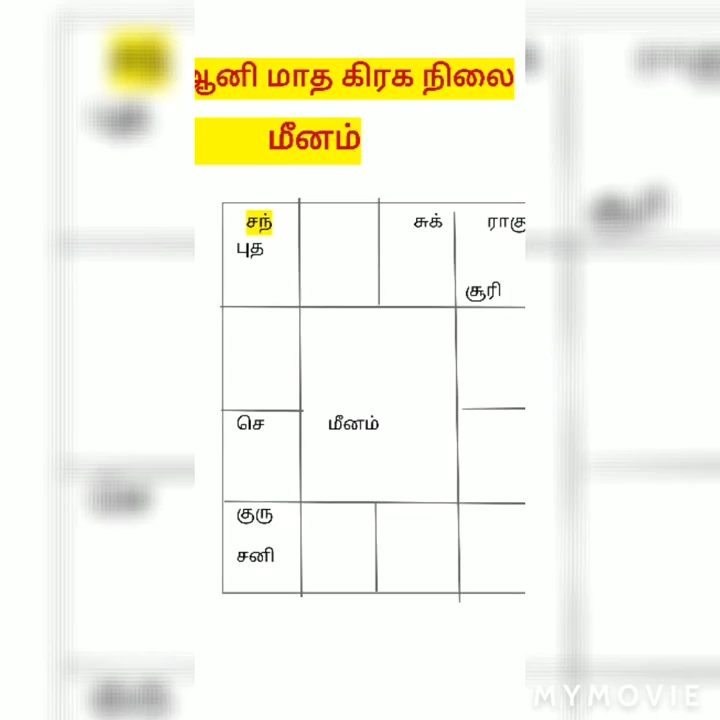 ஆனி மாத கிரக நிலை
மீனம்
சந் சுக் ராகு
புத
சூரி
செ மீனம்
குரு
சனி
MYMOVIE